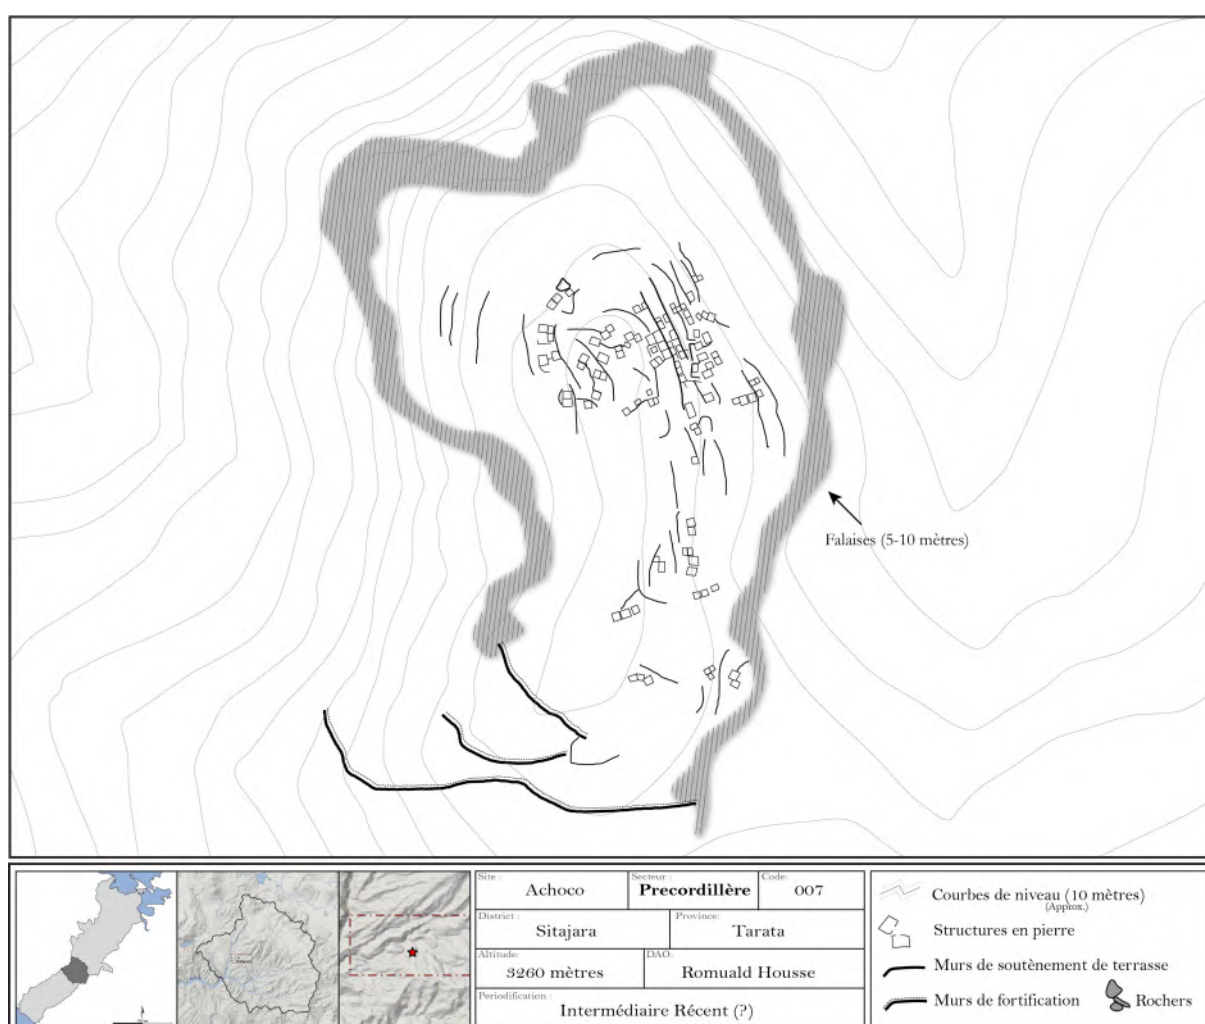 Falaises (5-10 mètres)
Site :
Achoco
Secteur :
Precordillère
Code:
007
District :
Sitajara
Province:
Tarata
Altitude:
3260 mètres
DAO:
Romuald Housse
Periodification :
Intermédiaire Récent (?)
Courbes de niveau (10 mètres)
(Approx.)
Structures en pierre
Murs de soutènement de terrasse
Murs de fortification
Rochers